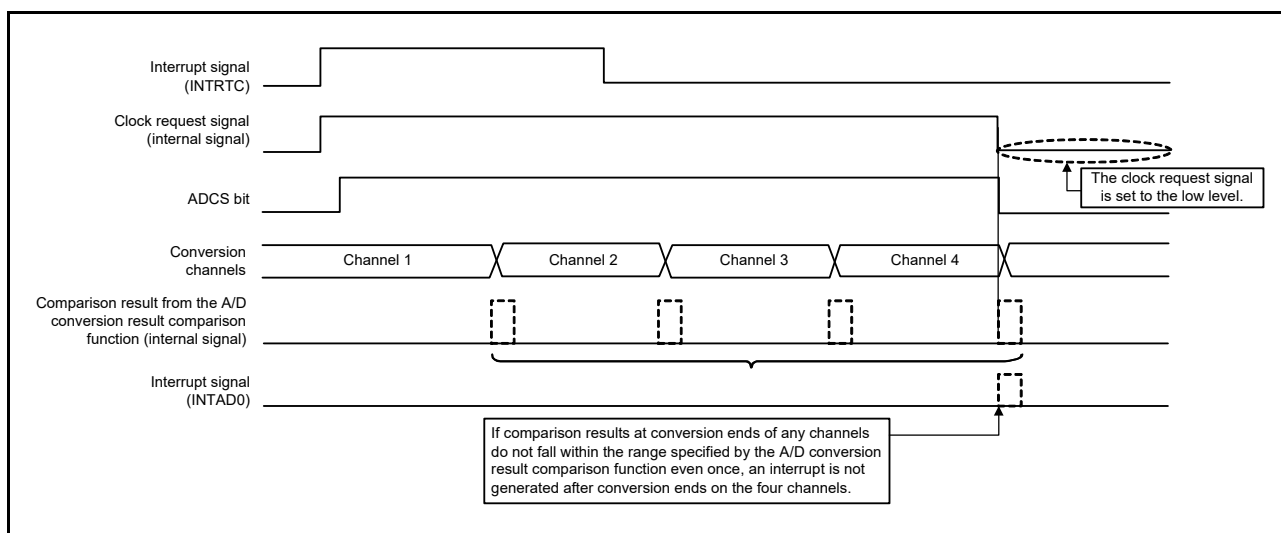 Interrupt signal
(INTRTC)
Clock request signal
(internal signal)
The clock request signal
is set to the low level.
ADCS bit
Conversion
channels
Channel 1
Channel 2
Channel 3
Channel 4
Comparison result from the A/D
conversion result comparison
function (internal signal)
Interrupt signal
(INTAD0)
If comparison results at conversion ends of any channels
do not fall within the range specified by the A/D conversion
result comparison function even once, an interrupt is not
generated after conversion ends on the four channels.